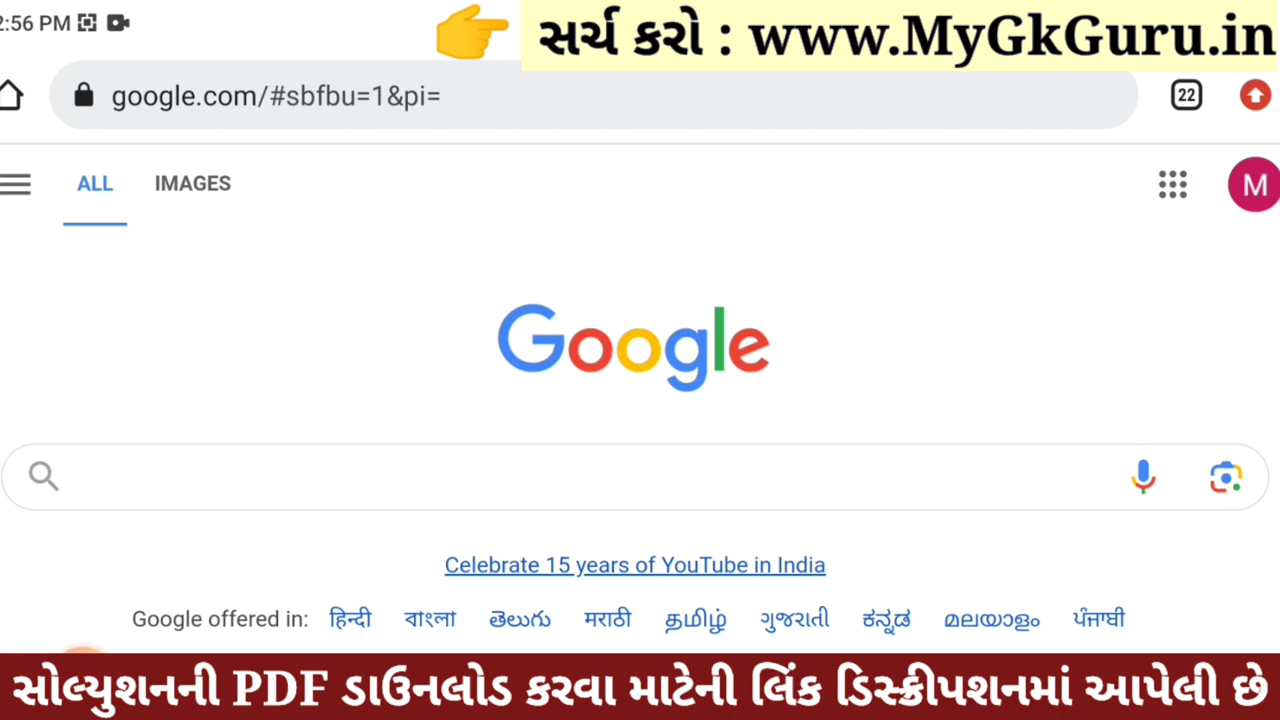 2:56 PM
સર્ચ કરો : www.MyGkGuru.in
google.com/#sbfbu=1&pi=
22
ALL IMAGES
M
Google
Celebrate 15 years of YouTube in India
Google offered in: हिन्दी বাংলা తెలుగు मराठी தமிழ் ગુજરાતી ಕನ್ನಡ മലയാളം ਪੰਜਾਬੀ
સોલ્યુશનની PDF ડાઉનલોડ કરવા માટેની લિંક ડિસ્ક્રીપશનમાં આપેલી છે